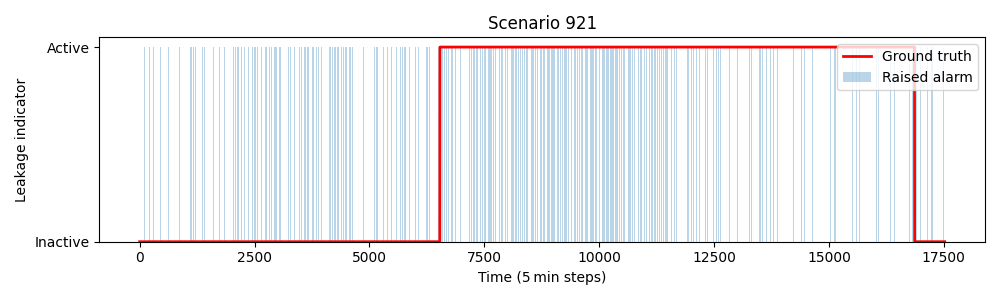 Scenario 921
Leakage indicator
Active
Inactive
Ground truth
Raised alarm
0 2500 5000 7500 10000 12500 15000 17500
Time (5 min steps)